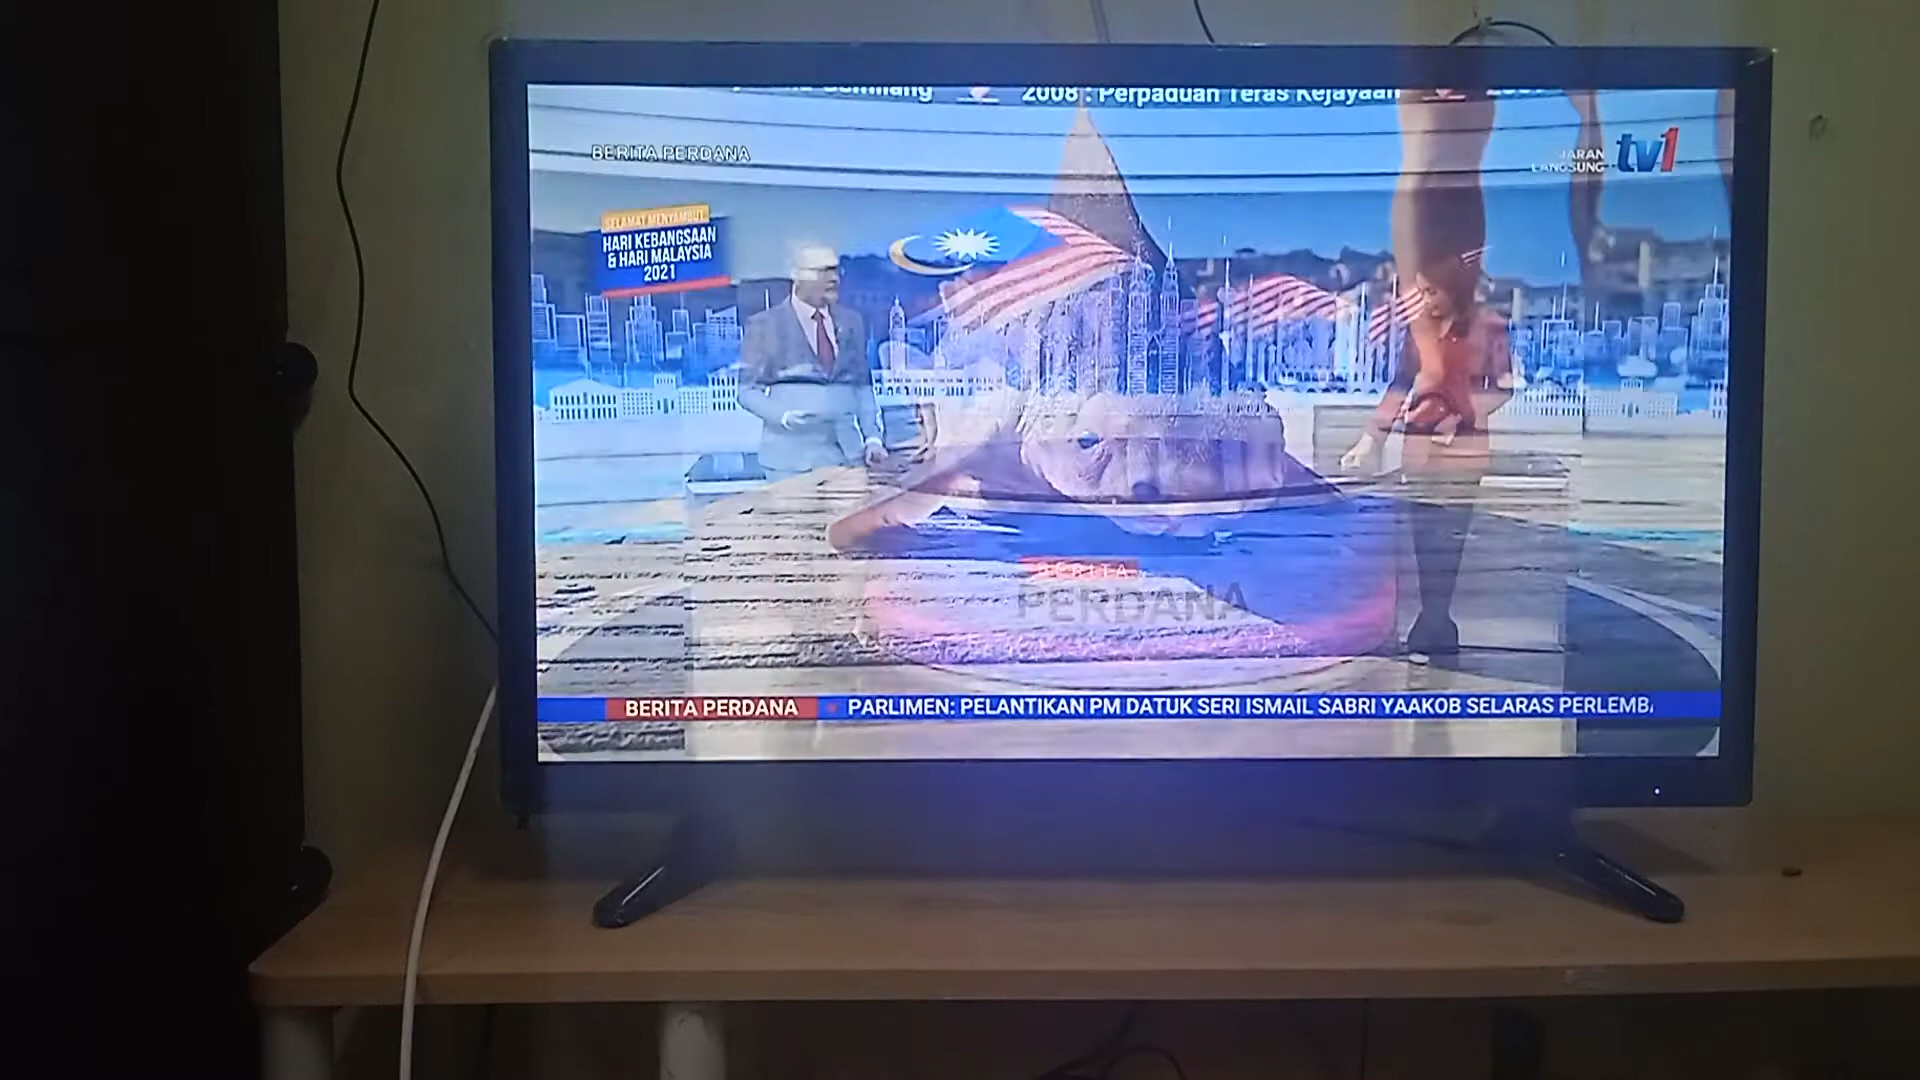 2008 : Perpaduan Teras Kejayaan
BERITA PERDANA
LANGSUNG
tv1
SELAMAT MENYAMBUT
HARI KEBANGSAAN
& HARI MALAYSIA
2021
BERITA
PERDANA
BERITA PERDANA
PARLIMEN: PELANTIKAN PM DATUK SERI ISMAIL SABRI YAAKOB SELARAS